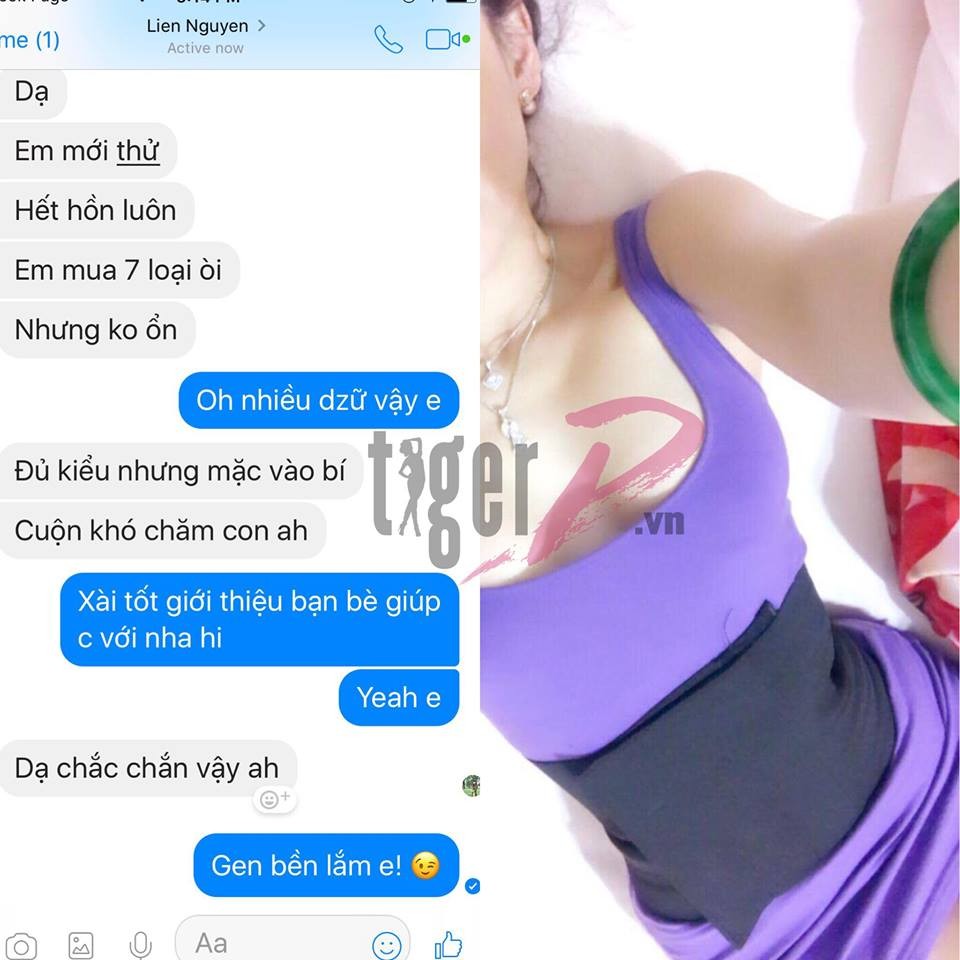 Lien Nguyen
me (1)
Active now
Dạ
Em mới thử
Hết hồn luôn
Em mua 7 loại òi
Nhưng ko ổn
Oh nhiều dzữ vậy e
tigerP.vn
Đủ kiểu nhưng mặc vào bí
Cuộn khó chăm con ah
Xài tốt giới thiệu bạn bè giúp
c với nha hi
Yeah e
Dạ chắc chắn vậy ah
Gen bền lắm e! 😉
Aa